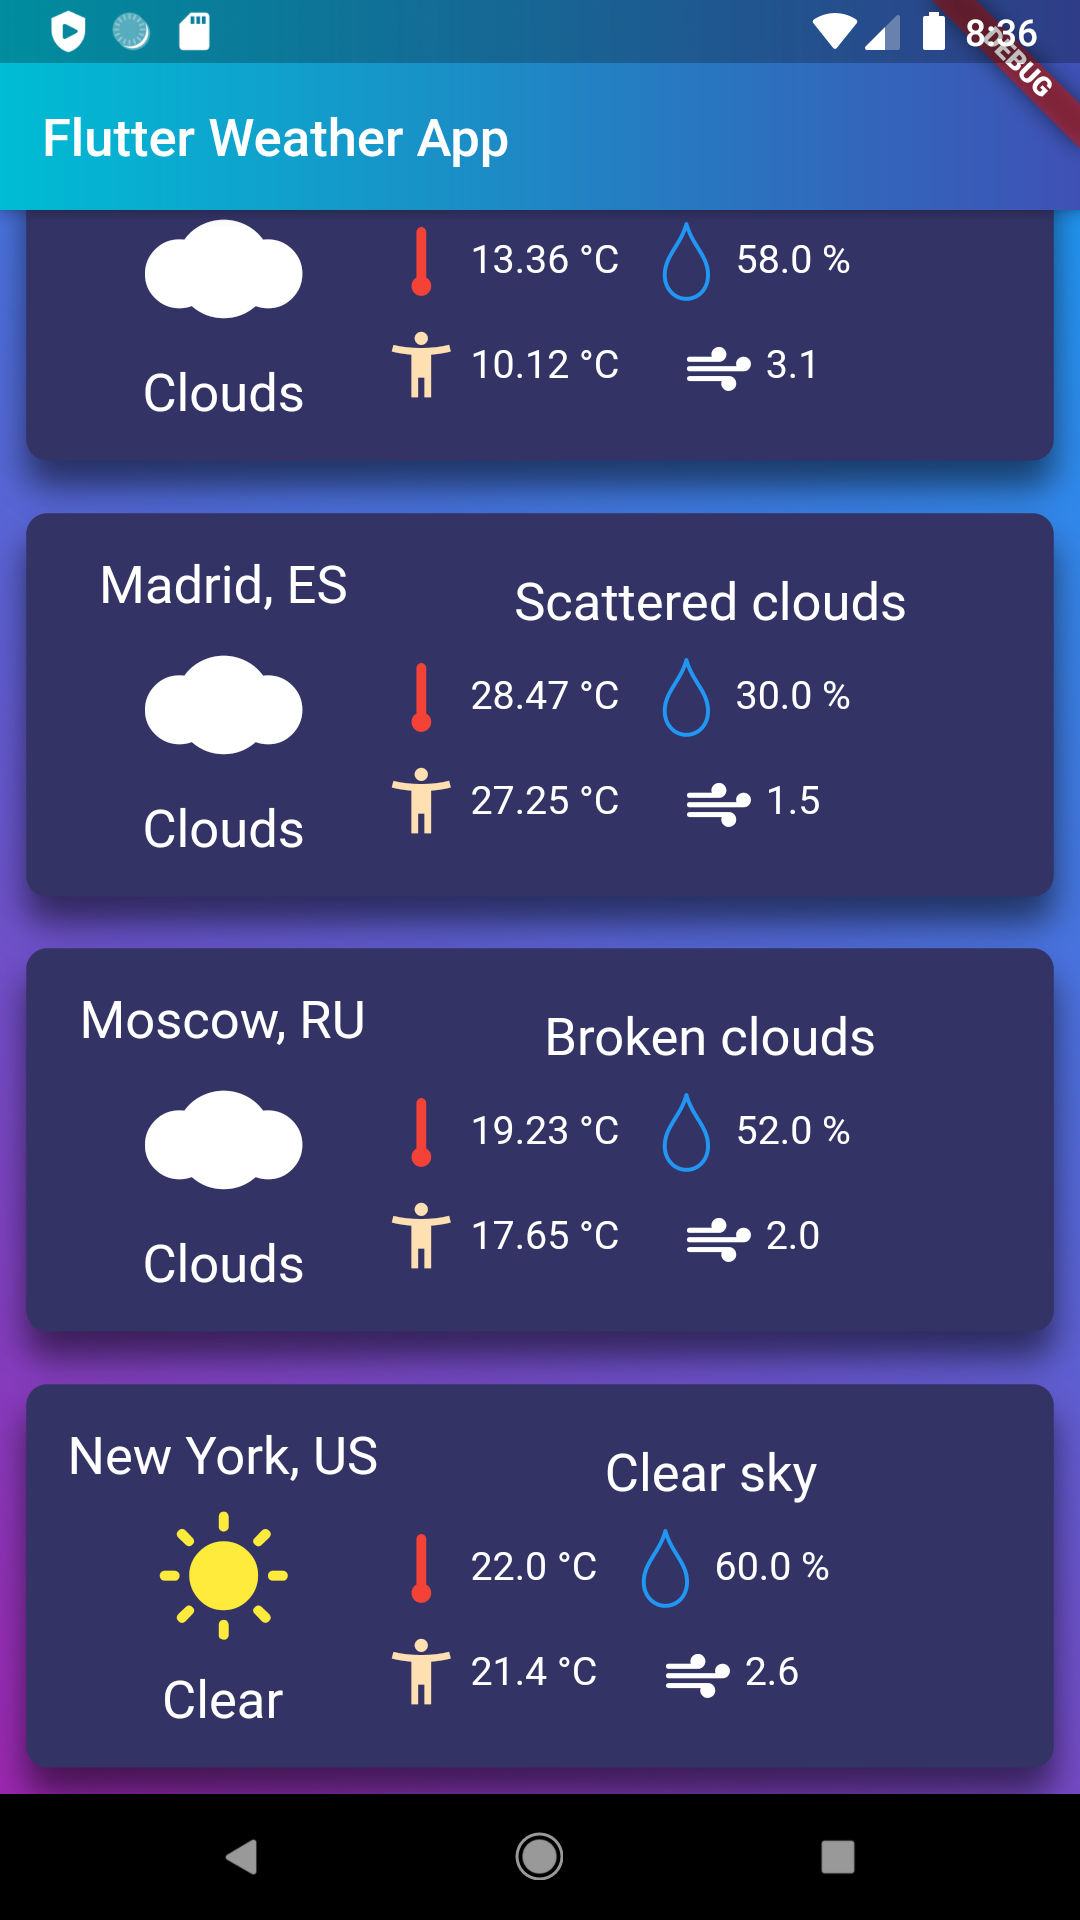 8:36
DEBUG
Flutter Weather App
13.36 °C 58.0 %
10.12 °C 3.1
Clouds
Madrid, ES
Scattered clouds
28.47 °C 30.0 %
27.25 °C 1.5
Clouds
Moscow, RU
Broken clouds
19.23 °C 52.0 %
17.65 °C 2.0
Clouds
New York, US
Clear sky
22.0 °C 60.0 %
21.4 °C 2.6
Clear